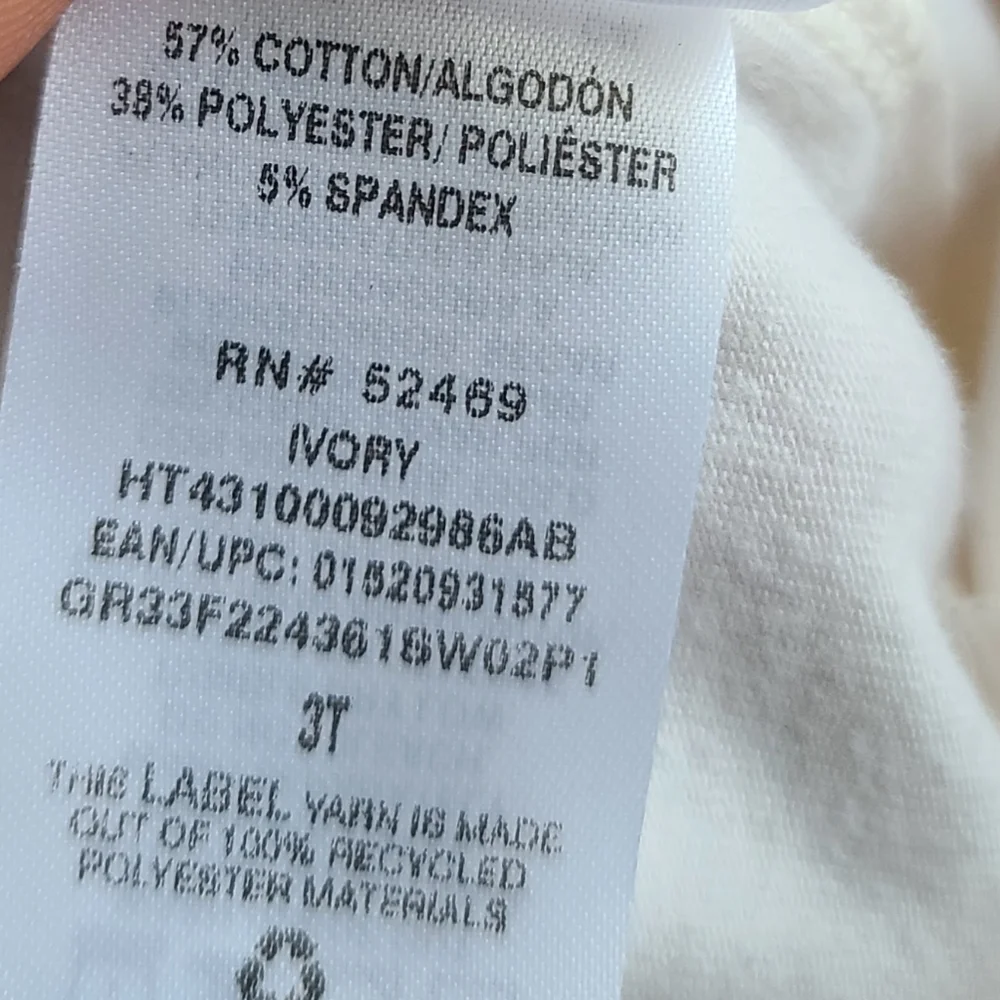 57% COTTON/ALGODÓN
38% POLYESTER/ POLIÉSTER
5% SPANDEX
RN# 52469
IVORY
HT43100092986AB
EAN/UPC: 01520931877
GR33F2243618W02P1
3T
THIS LABEL YARN IS MADE
OUT OF 100% RECYCLED
POLYESTER MATERIALS